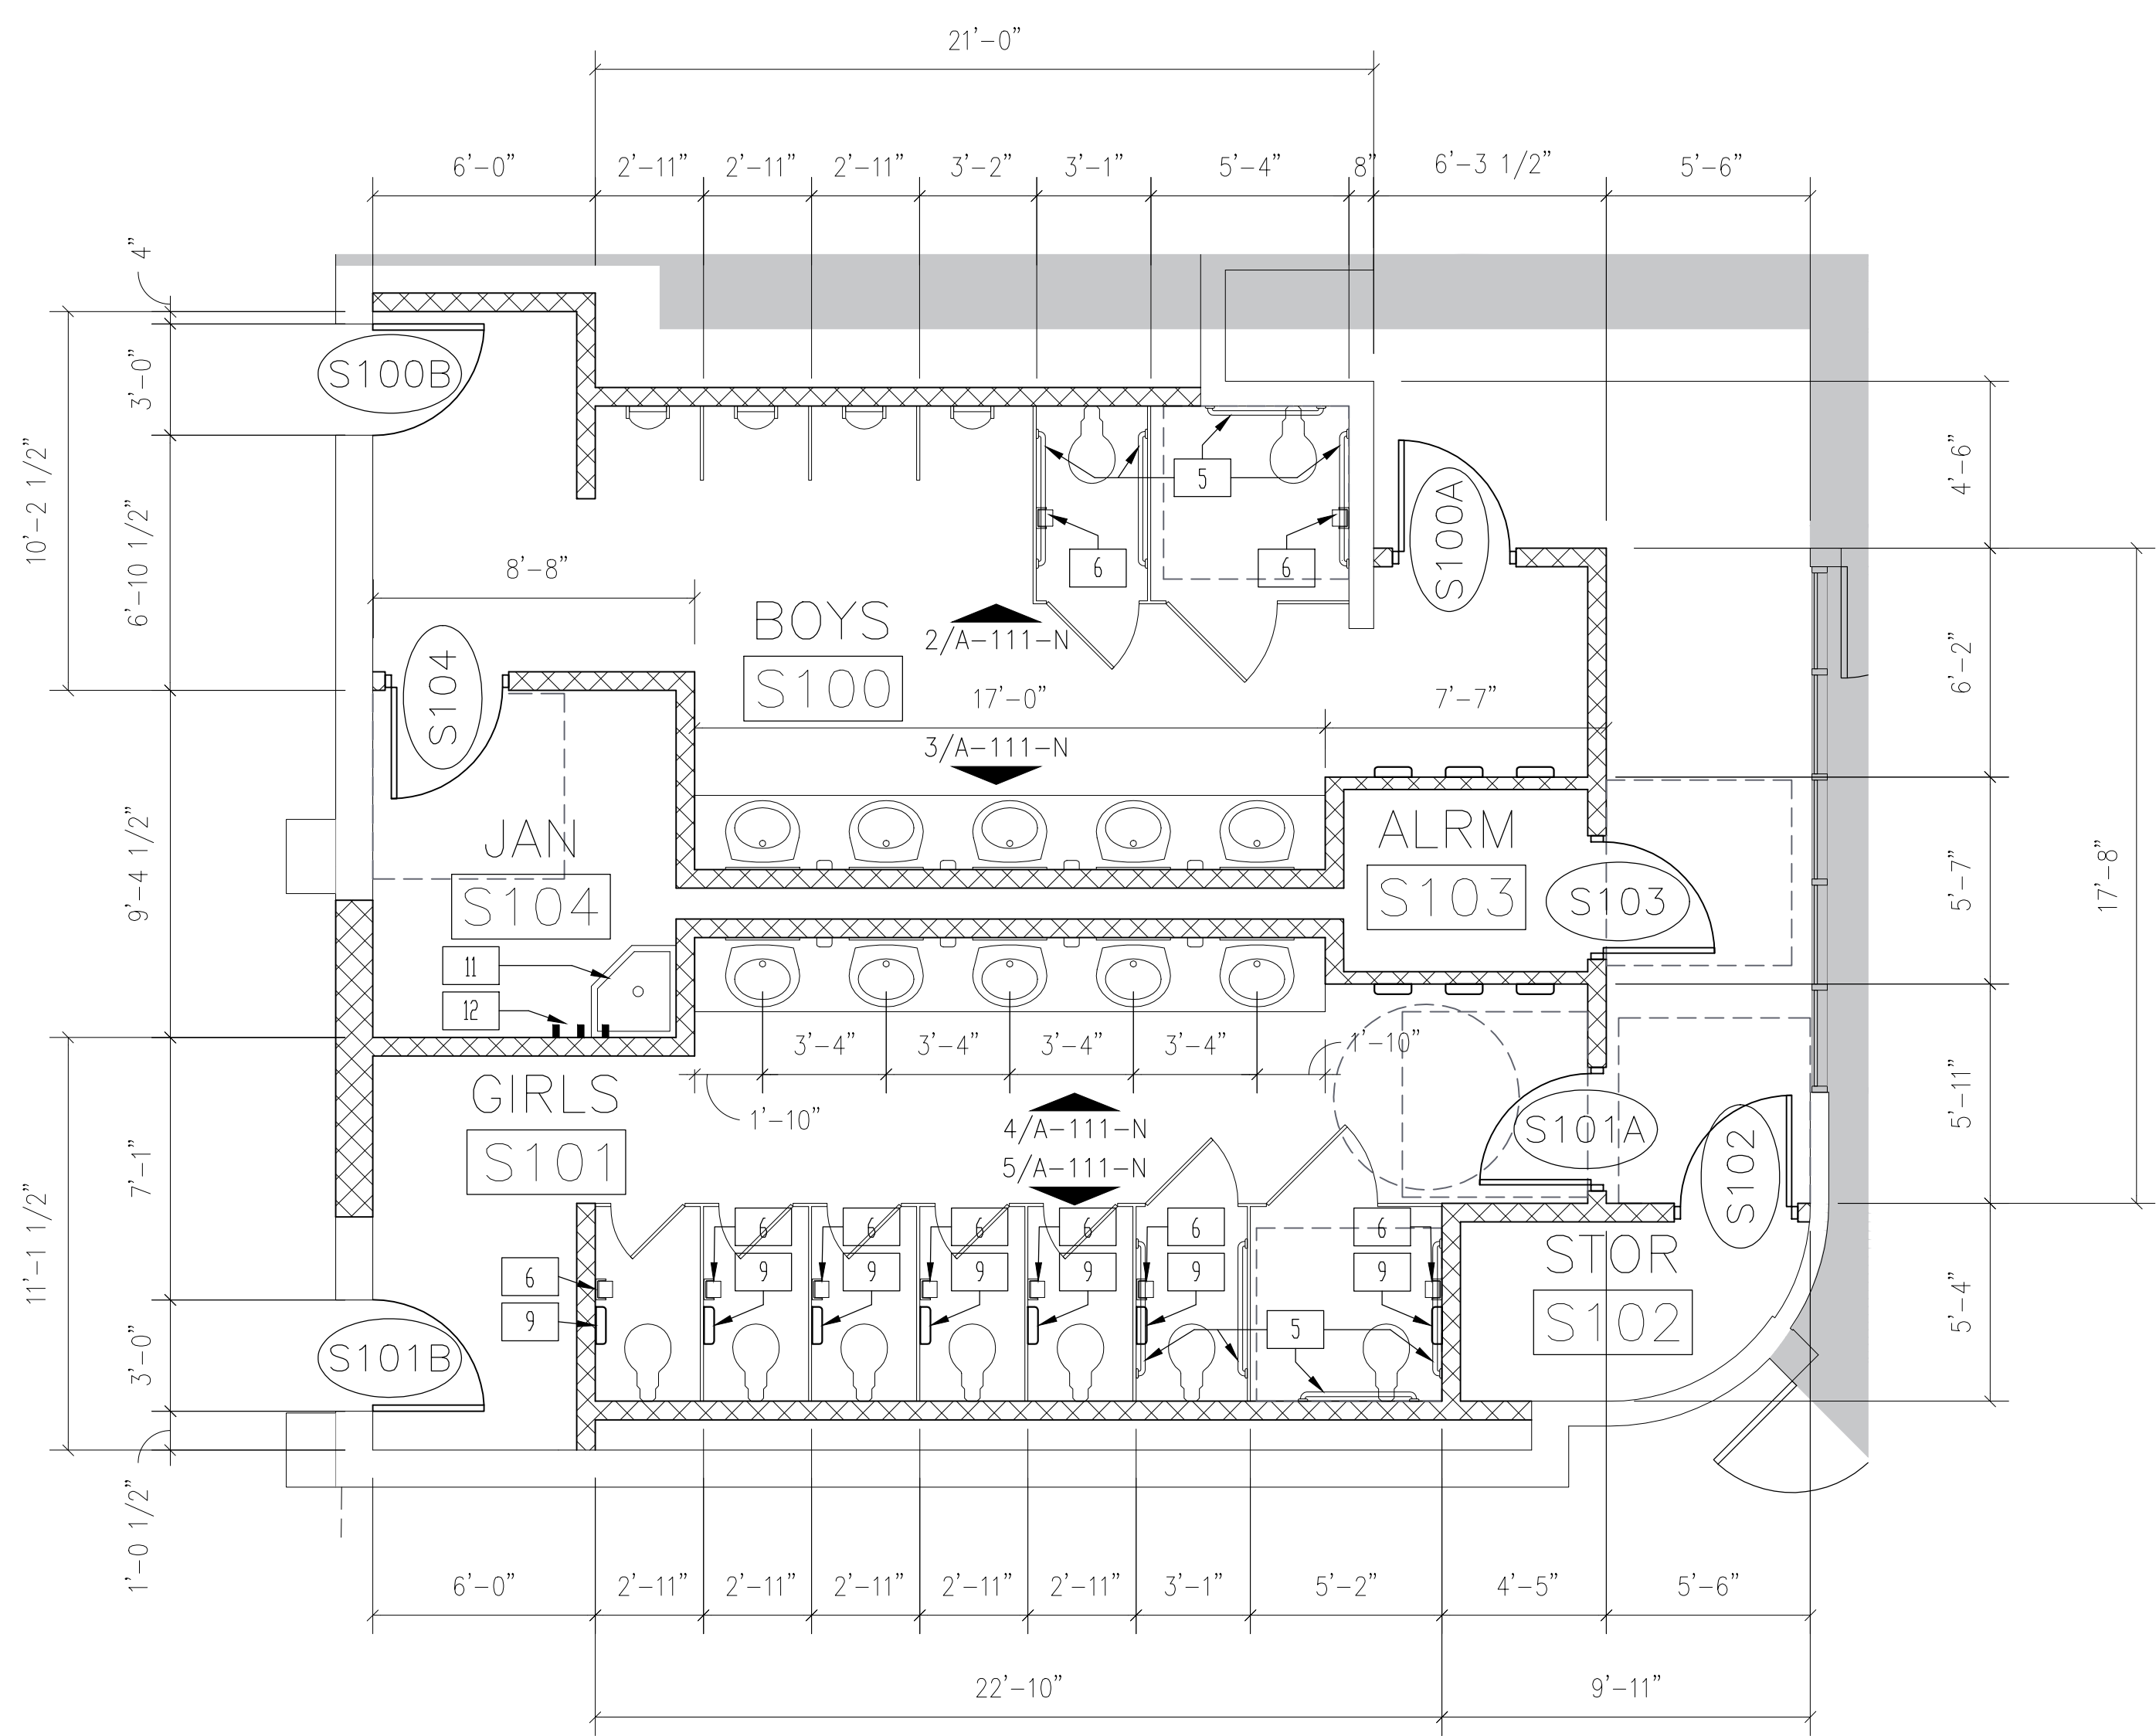 21'-0"
6'-0" 2'-11" 2'-11" 2'-11" 3'-2" 3'-1" 5'-4" 8" 6'-3 1/2" 5'-6"
4"
3'-0"
10'-2 1/2"
6'-10 1/2"
9'-4 1/2"
7'-1"
11'-1 1/2"
3'-0"
1'-0 1/2"
S100B
5
6
6
S100A
4'-6"
8'-8"
BOYS
S100
2/A-111-N
S104
17'-0"
7'-7"
6'-2"
3/A-111-N
JAN
S104
ALRM
S103
S103
5'-7"
17'-8"
11
12
3'-4" 3'-4" 3'-4" 3'-4" 1'-10"
GIRLS
S101
1'-10"
4/A-111-N
5/A-111-N
S101A
S102
5'-11"
6 6 6 6 6 6
6
9 9 9 9 9 9
9
5
S101B
STOR
S102
5'-4"
6'-0" 2'-11" 2'-11" 2'-11" 2'-11" 2'-11" 3'-1" 5'-2" 4'-5" 5'-6"
22'-10" 9'-11"